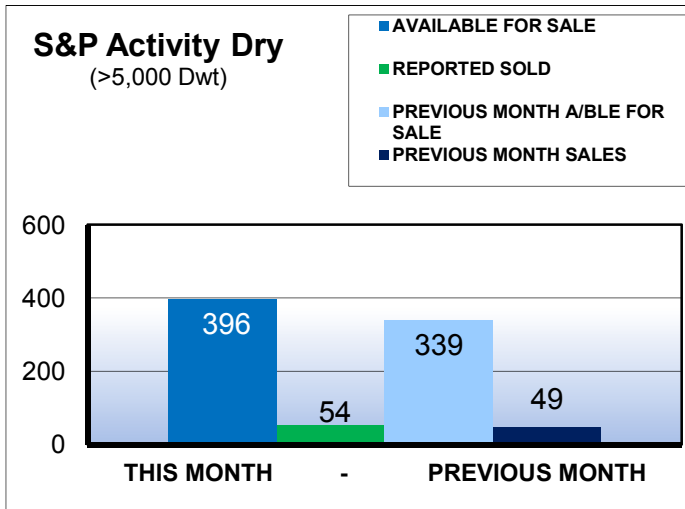 S&P Activity Dry
(>5,000 Dwt)
AVAILABLE FOR SALE
REPORTED SOLD
PREVIOUS MONTH A/BLE FOR
SALE
PREVIOUS MONTH SALES
600
400
200
0
396
54
339
49
THIS MONTH - PREVIOUS MONTH